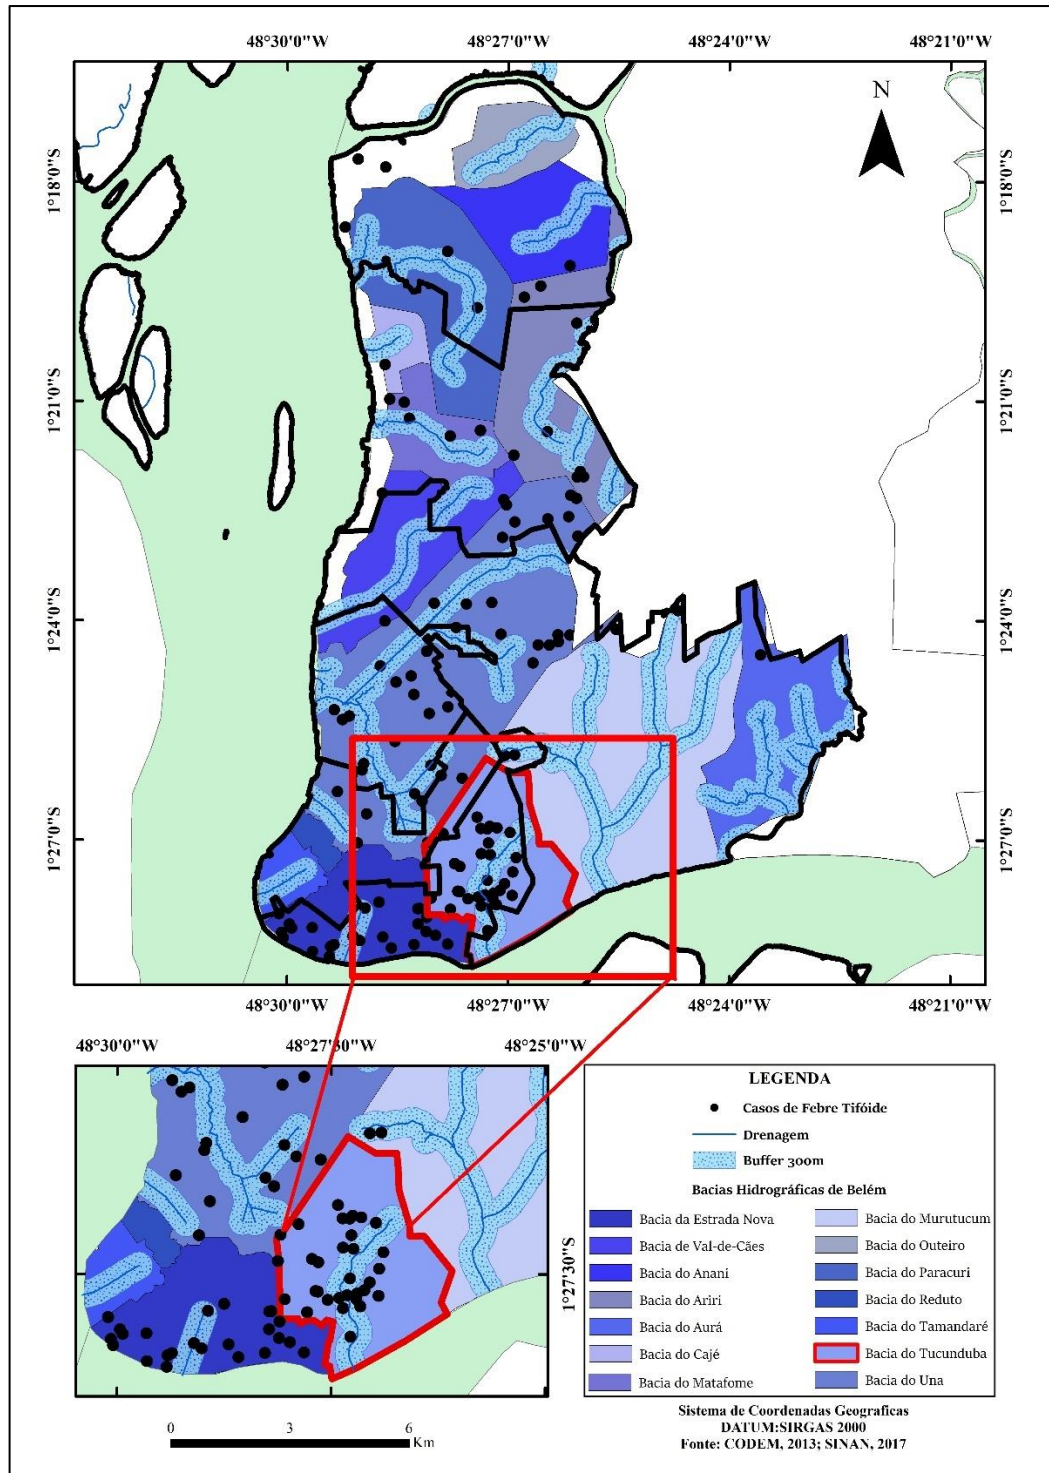 48°30'0"W 48°27'0"W 48°24'0"W 48°21'0"W
N
1°18'0"S 1°18'0"S
1°21'0"S 1°21'0"S
1°24'0"S 1°24'0"S
1°27'0"S 1°27'0"S
48°30'0"W 48°27'0"W 48°24'0"W 48°21'0"W
48°30'0"W 48°27'30"W 48°25'0"W
1°27'30"S
LEGENDA
Casos de Febre Tifóide
Drenagem
Buffer 300m
Bacias Hidrográficas de Belém
Bacia da Estrada Nova
Bacia de Val-de-Cães
Bacia do Anani
Bacia do Ariri
Bacia do Aurá
Bacia do Cajé
Bacia do Matafome
Bacia do Murutucum
Bacia do Outeiro
Bacia do Paracuri
Bacia do Reduto
Bacia do Tamandaré
Bacia do Tucunduba
Bacia do Una
0 3 6
Km
Sistema de Coordenadas Geograficas
DATUM:SIRGAS 2000
Fonte: CODEM, 2013; SINAN, 2017